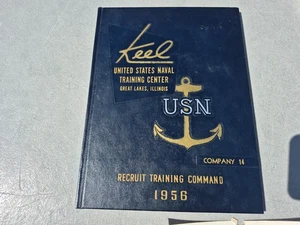 Keel
UNITED STATES NAVAL
TRAINING CENTER
GREAT LAKES, ILLINOIS
USN
COMPANY 14
RECRUIT TRAINING COMMAND
1956